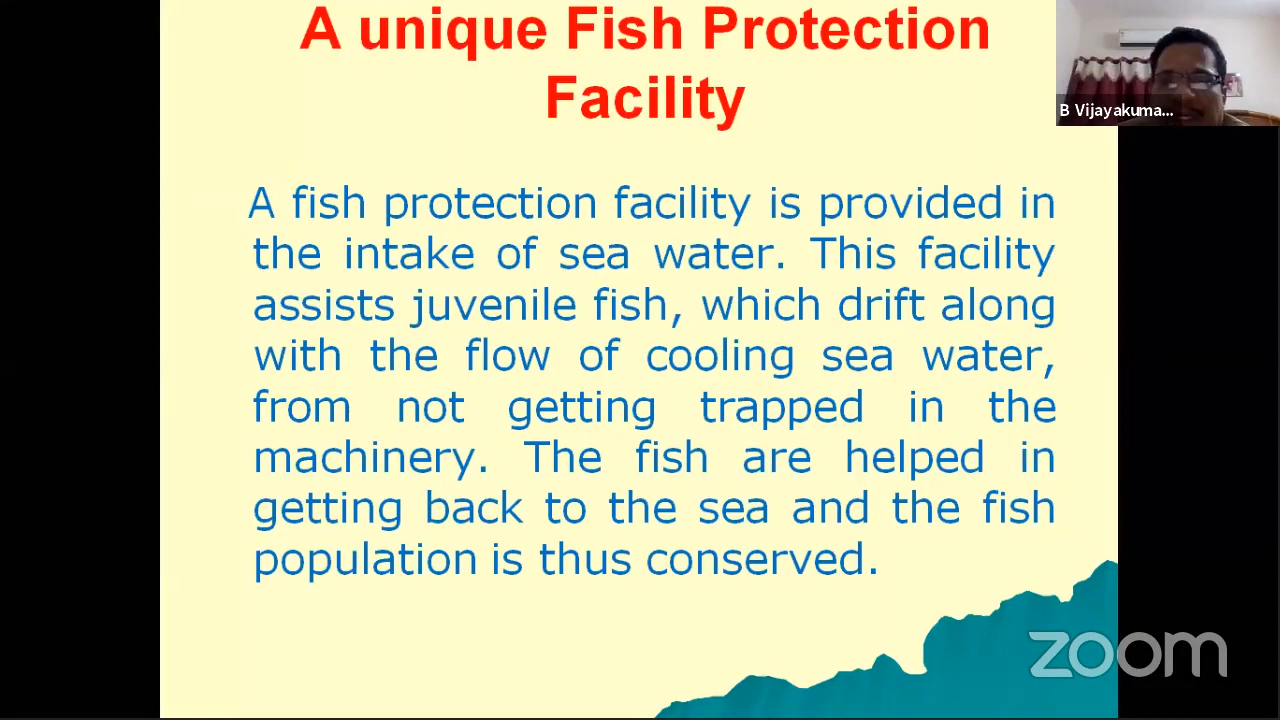 A unique Fish Protection
Facility
B Vijayakuma...
A fish protection facility is provided in
the intake of sea water. This facility
assists juvenile fish, which drift along
with the flow of cooling sea water,
from not getting trapped in the
machinery. The fish are helped in
getting back to the sea and the fish
population is thus conserved.
zoom